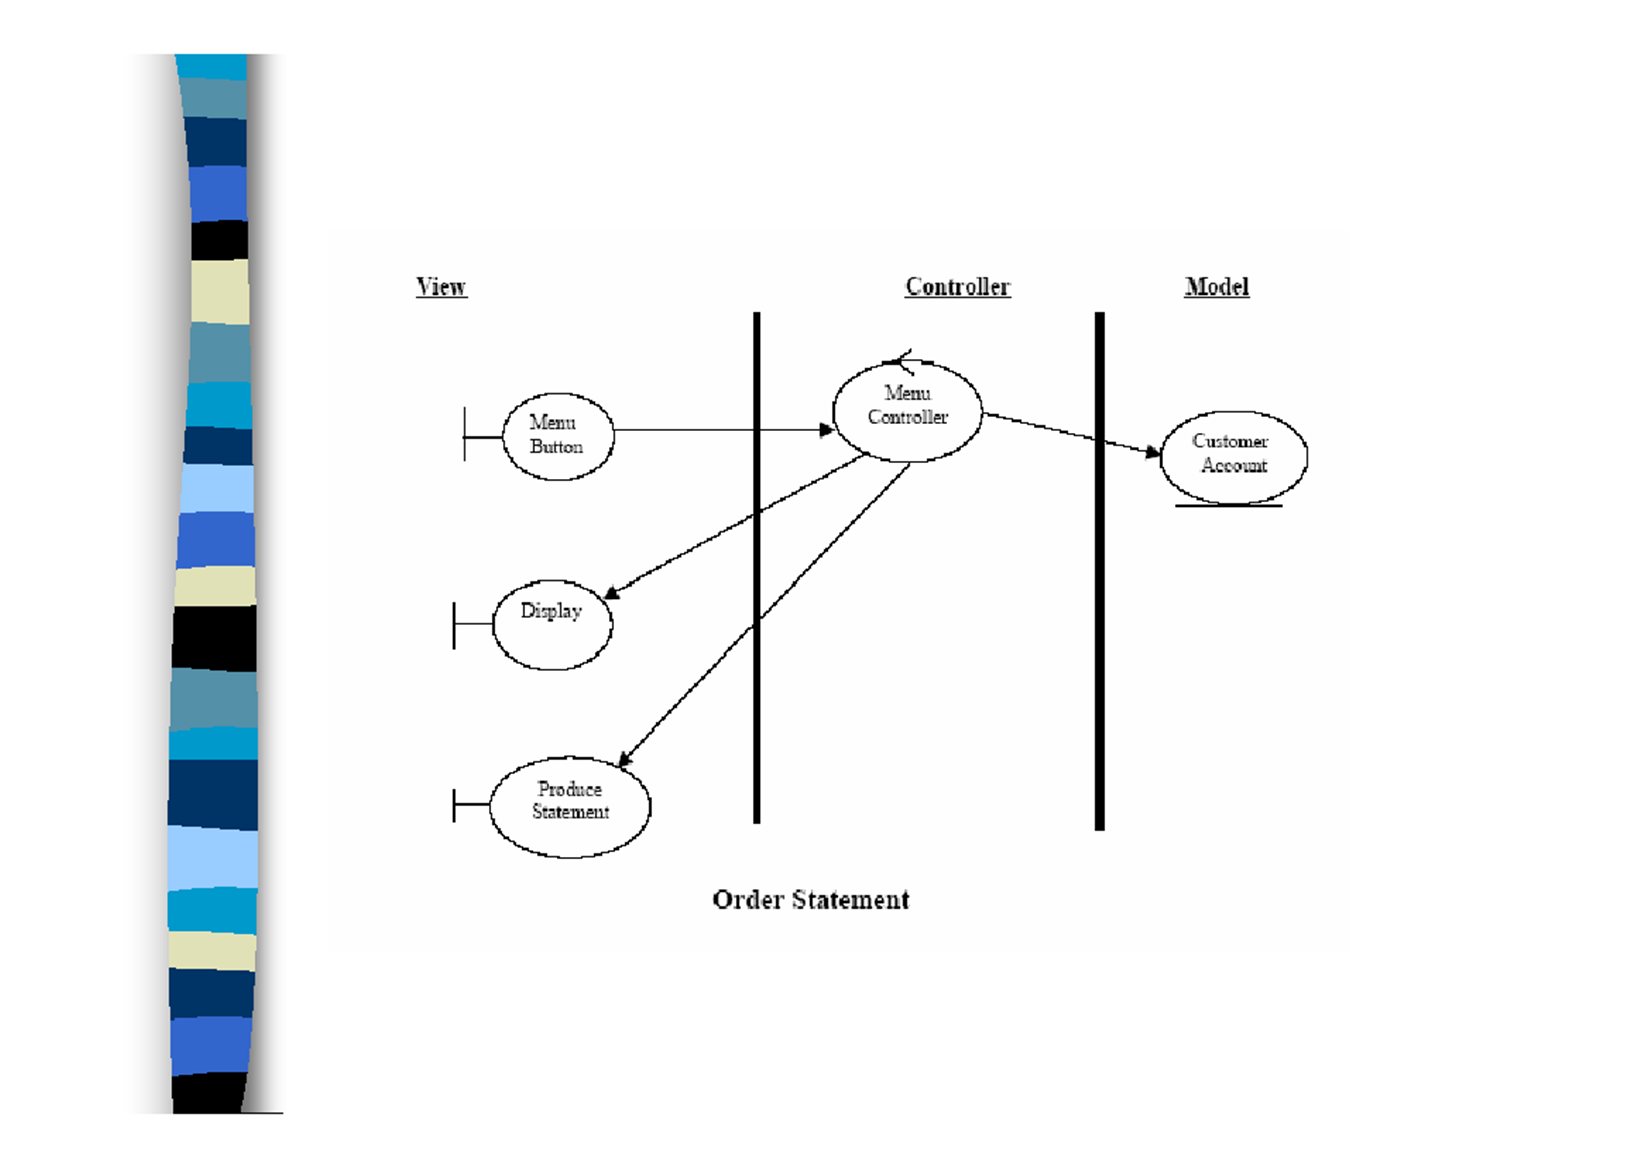 View
Controller
Model
Menu
Button
Menu
Controller
Customer
Account
Display
Produce
Statement
Order Statement